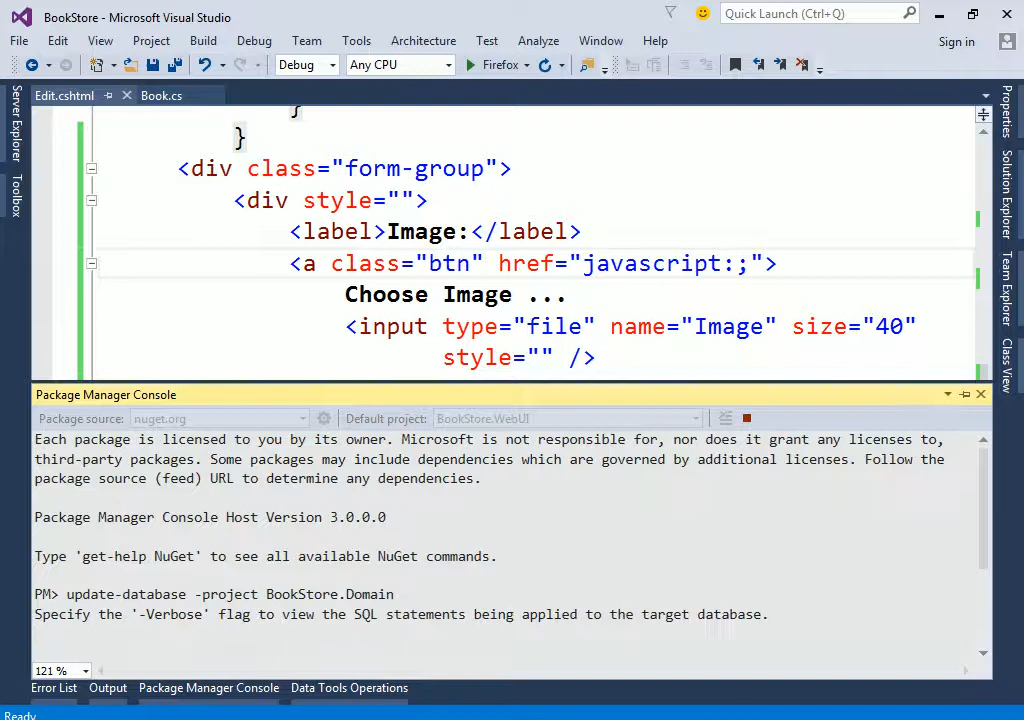 BookStore - Microsoft Visual Studio
Quick Launch (Ctrl+Q)
File Edit View Project Build Debug Team Tools Architecture Test Analyze Window Help
Sign in
Debug Any CPU Firefox
Server Explorer
Toolbox
Edit.cshtml Book.cs
}
}
<div class="form-group">
<div style="">
<label>Image:</label>
<a class="btn" href="javascript:;">
Choose Image ...
<input type="file" name="Image" size="40"
style="" />
Properties
Solution Explorer
Team Explorer
Class View
Package Manager Console
Package source: nuget.org Default project: BookStore.WebUI
Each package is licensed to you by its owner. Microsoft is not responsible for, nor does it grant any licenses to,
third-party packages. Some packages may include dependencies which are governed by additional licenses. Follow the
package source (feed) URL to determine any dependencies.
Package Manager Console Host Version 3.0.0.0
Type 'get-help NuGet' to see all available NuGet commands.
PM> update-database -project BookStore.Domain
Specify the '-Verbose' flag to view the SQL statements being applied to the target database.
121 %
Error List Output Package Manager Console Data Tools Operations
Ready